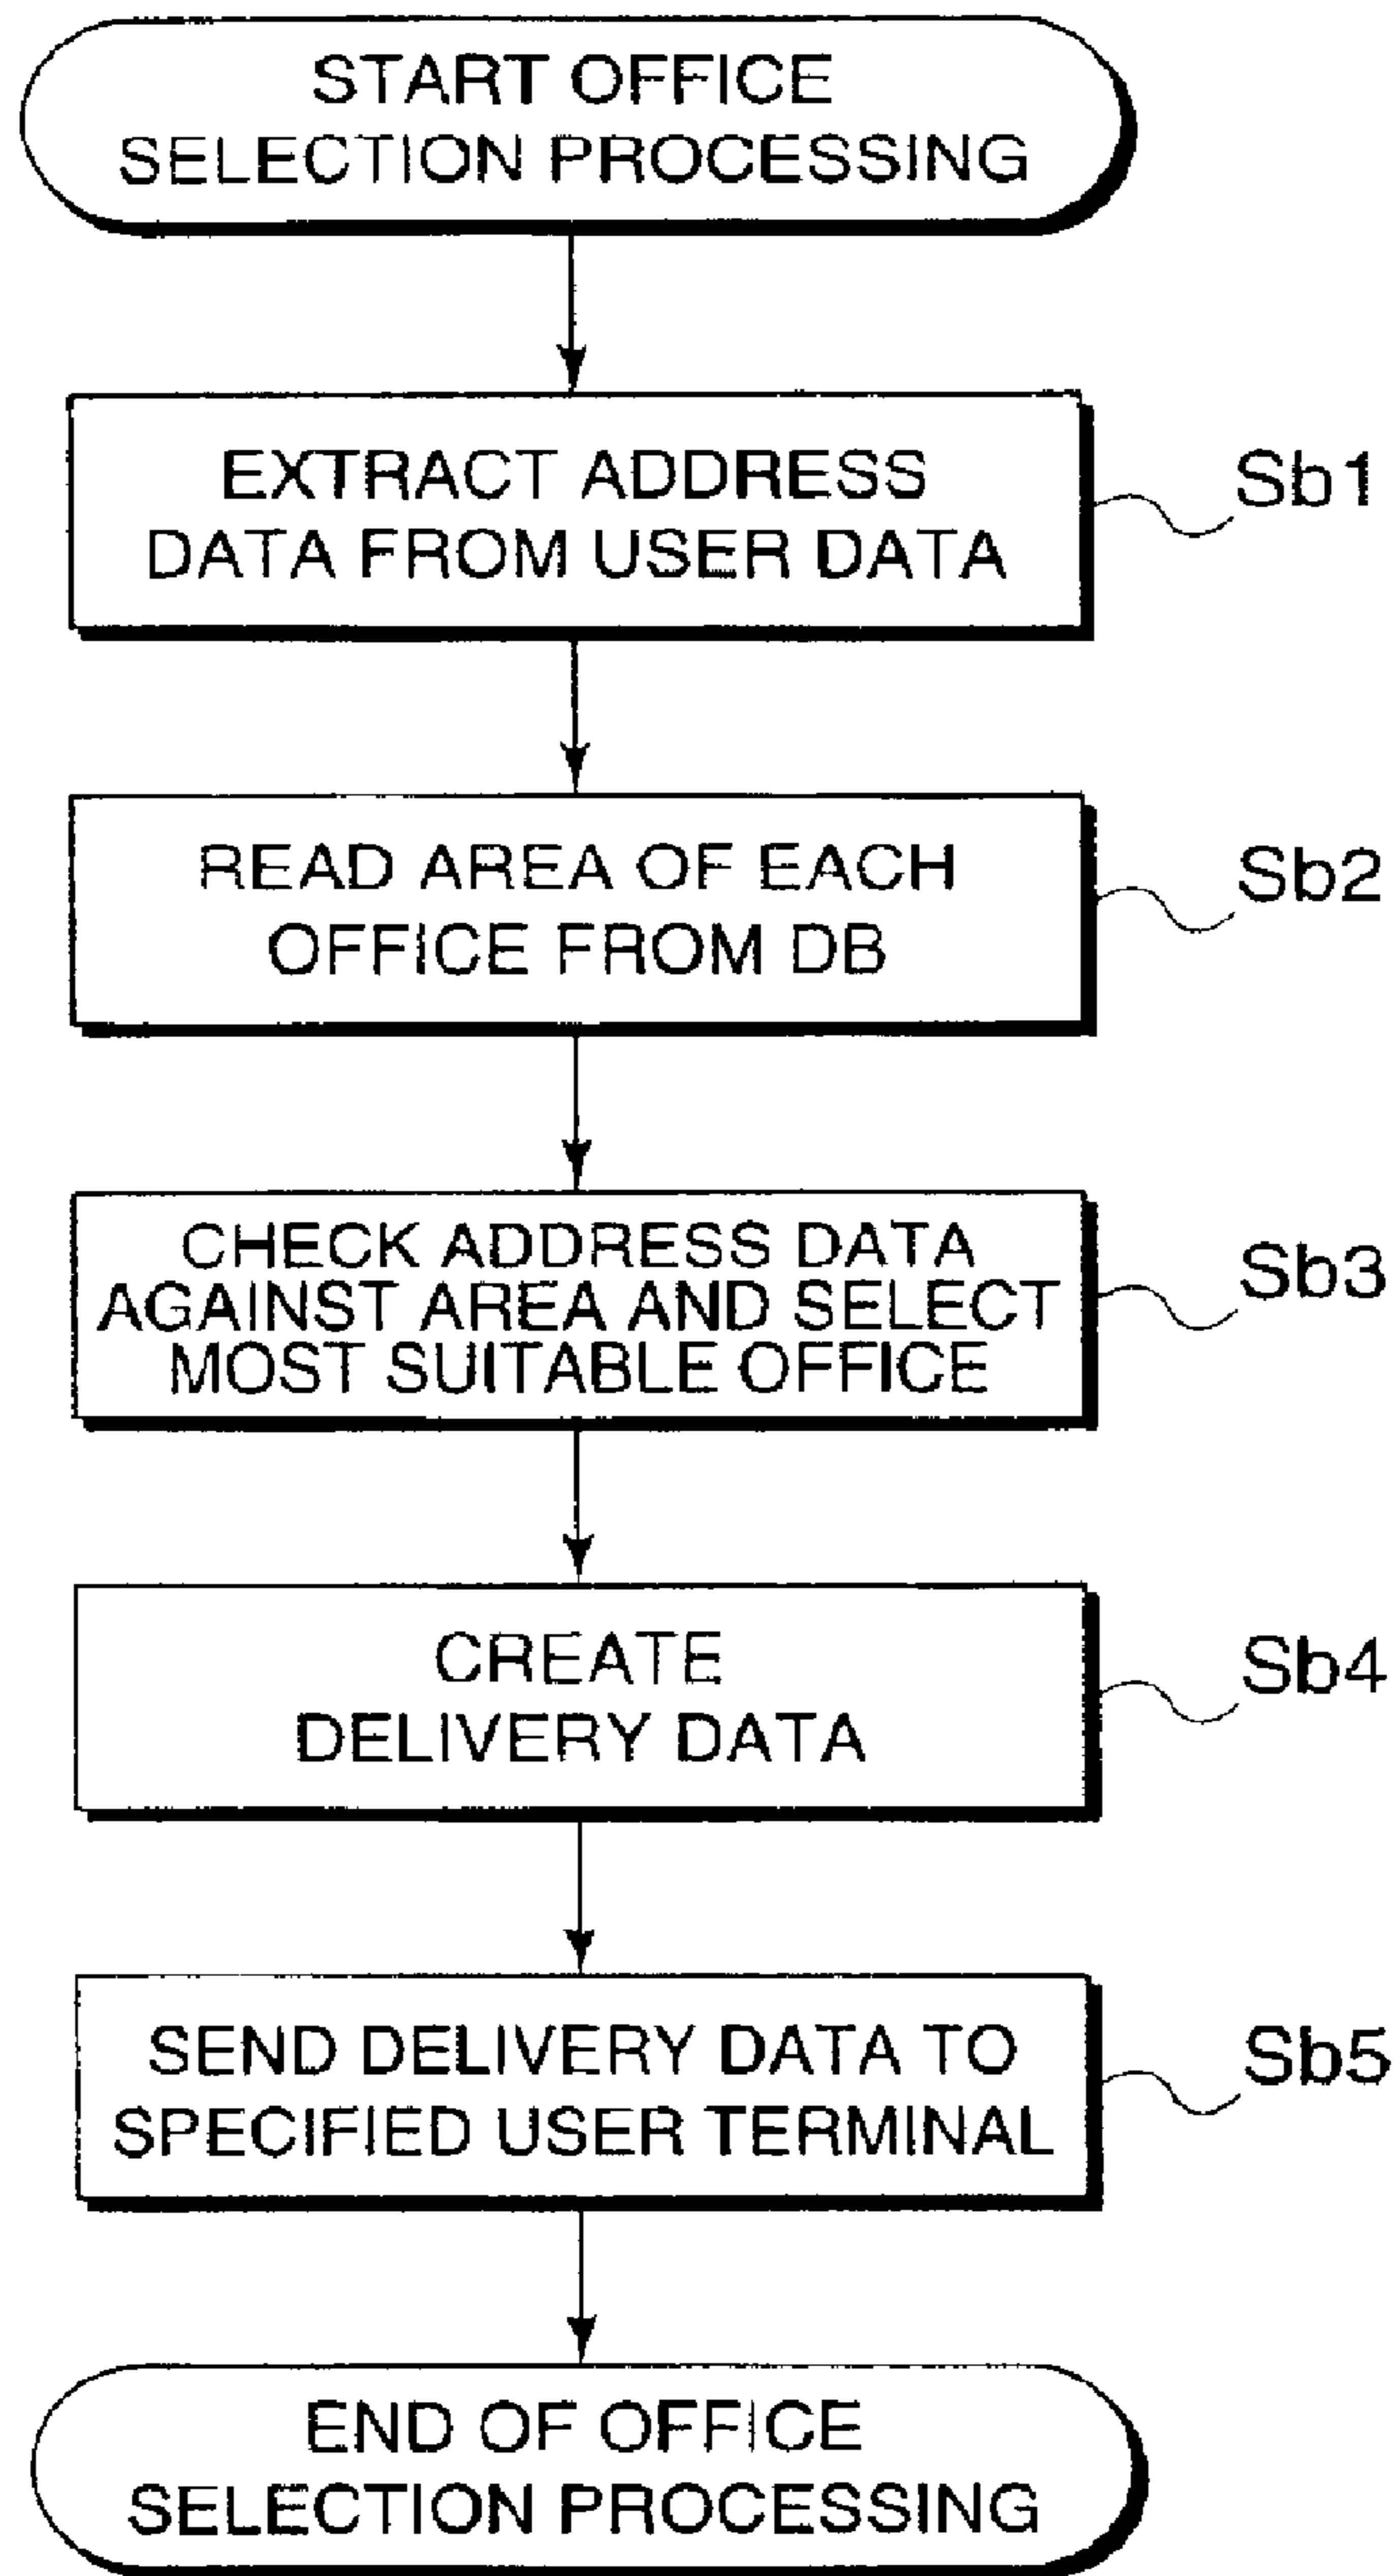 START OFFICE
SELECTION PROCESSING
EXTRACT ADDRESS
DATA FROM USER DATA
Sb1
READ AREA OF EACH
OFFICE FROM DB
Sb2
CHECK ADDRESS DATA
AGAINST AREA AND SELECT
MOST SUITABLE OFFICE
Sb3
CREATE
DELIVERY DATA
Sb4
SEND DELIVERY DATA TO
SPECIFIED USER TERMINAL
Sb5
END OF OFFICE
SELECTION PROCESSING